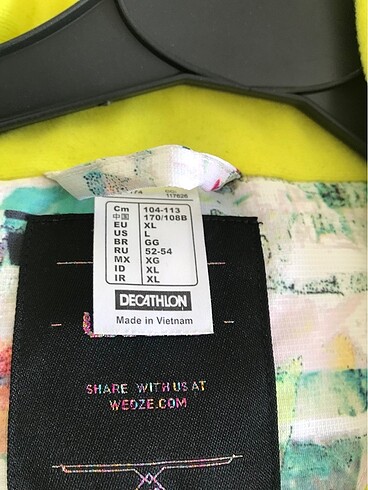 117626
Cm 104-113
中国 170/108B
EU XL
US L
BR GG
RU 52-54
MX XG
ID XL
IR XL
DECATHLON
Made in Vietnam
SHARE WITH US AT
WEDZE.COM